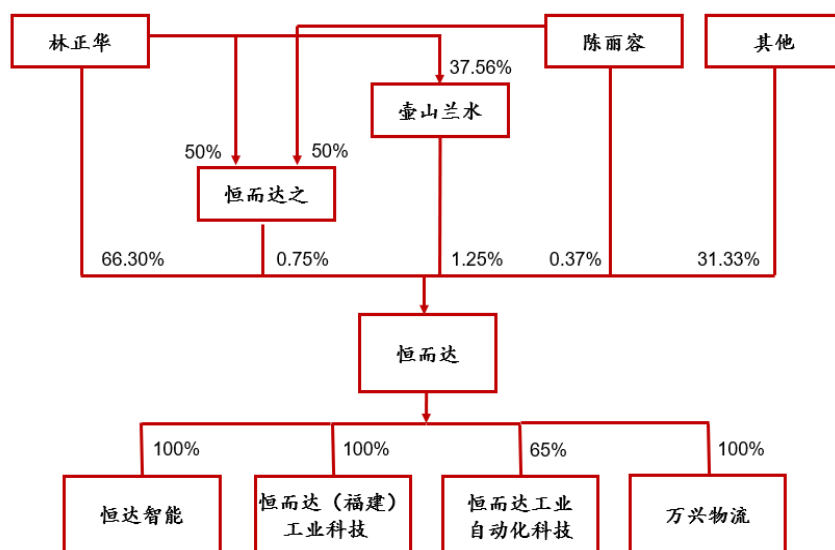 林正华
陈丽容
其他
37.56%
壶山兰水
50%
50%
恒而达之
66.30%
0.75%
1.25%
0.37%
31.33%
恒而达
100%
100%
65%
100%
恒达智能
恒而达（福建）
工业科技
恒而达工业
自动化科技
万兴物流